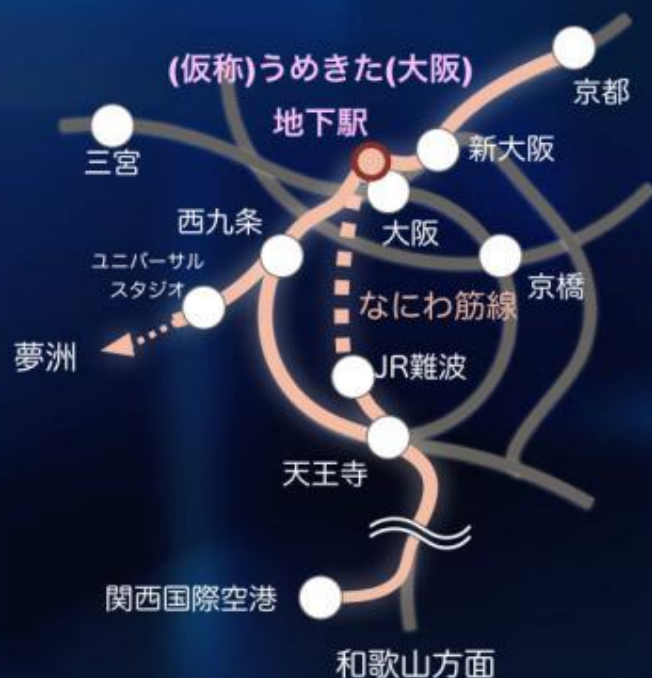 (仮称)うめきた(大阪)
地下駅
京都
三宮
新大阪
西九条
大阪
ユニバーサル
スタジオ
京橋
なにわ筋線
夢洲
JR難波
天王寺
関西国際空港
和歌山方面